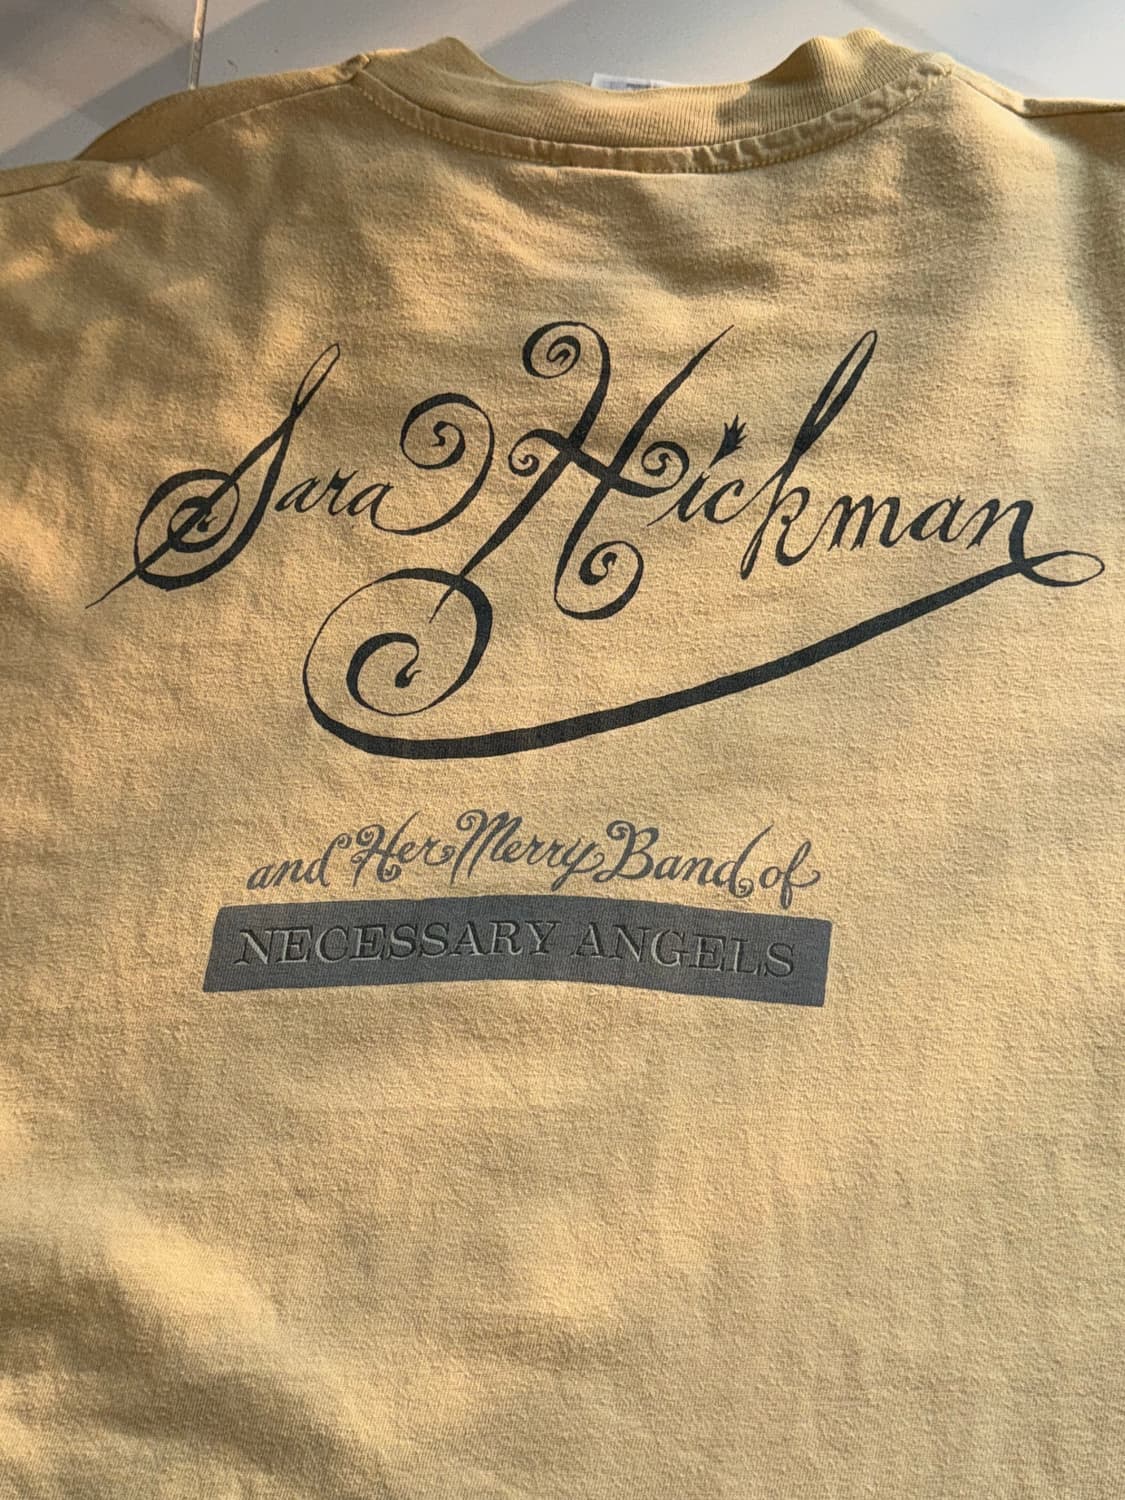 Sara Hickman
and Her Merry Band of
NECESSARY ANGELS